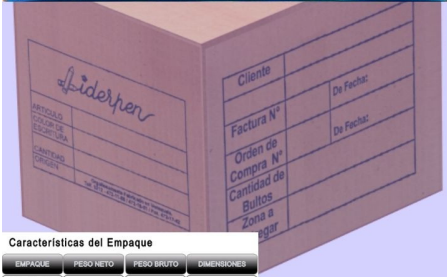 Liderpen
ARTICULO
COLOR DE
ESCRITURA
CANTIDAD
ORIGEN
Cliente
De Fecha:
Factura N°
De Fecha:
Orden de
Compra N°
Cantidad de
Bultos
Zona a
egar
Características del Empaque
EMPAQUE PESO NETO PESO BRUTO DIMENSIONES